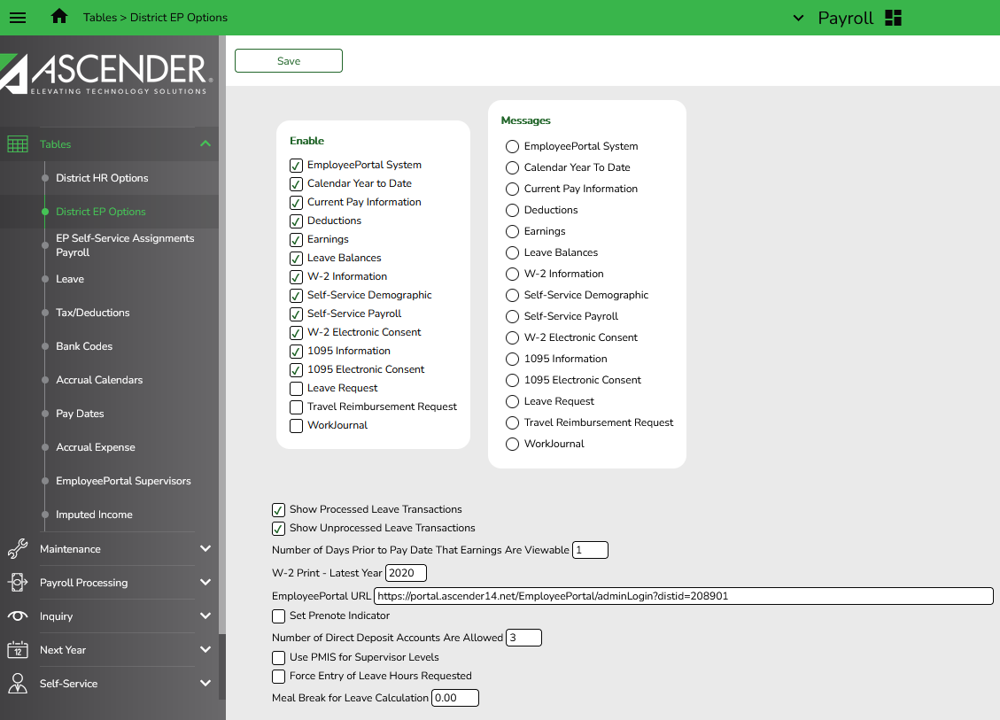 Tables > District EP Options
Payroll
ASCENDER®
ELEVATING TECHNOLOGY SOLUTIONS
Tables
District HR Options
District EP Options
EP Self-Service Assignments
Payroll
Leave
Tax/Deductions
Bank Codes
Accrual Calendars
Pay Dates
Accrual Expense
EmployeePortal Supervisors
Imputed Income
Maintenance
Payroll Processing
Inquiry
12
Next Year
Self-Service
Save
Enable
EmployeePortal System
Calendar Year to Date
Current Pay Information
Deductions
Earnings
Leave Balances
W-2 Information
Self-Service Demographic
Self-Service Payroll
W-2 Electronic Consent
1095 Information
1095 Electronic Consent
Leave Request
Travel Reimbursement Request
WorkJournal
Messages
EmployeePortal System
Calendar Year To Date
Current Pay Information
Deductions
Earnings
Leave Balances
W-2 Information
Self-Service Demographic
Self-Service Payroll
W-2 Electronic Consent
1095 Information
1095 Electronic Consent
Leave Request
Travel Reimbursement Request
WorkJournal
Show Processed Leave Transactions
Show Unprocessed Leave Transactions
Number of Days Prior to Pay Date That Earnings Are Viewable 1
W-2 Print - Latest Year 2020
EmployeePortal URL https://portal.ascender14.net/EmployeePortal/adminLogin?distid=208901
Set Prenote Indicator
Number of Direct Deposit Accounts Are Allowed 3
Use PMIS for Supervisor Levels
Force Entry of Leave Hours Requested
Meal Break for Leave Calculation 0.00